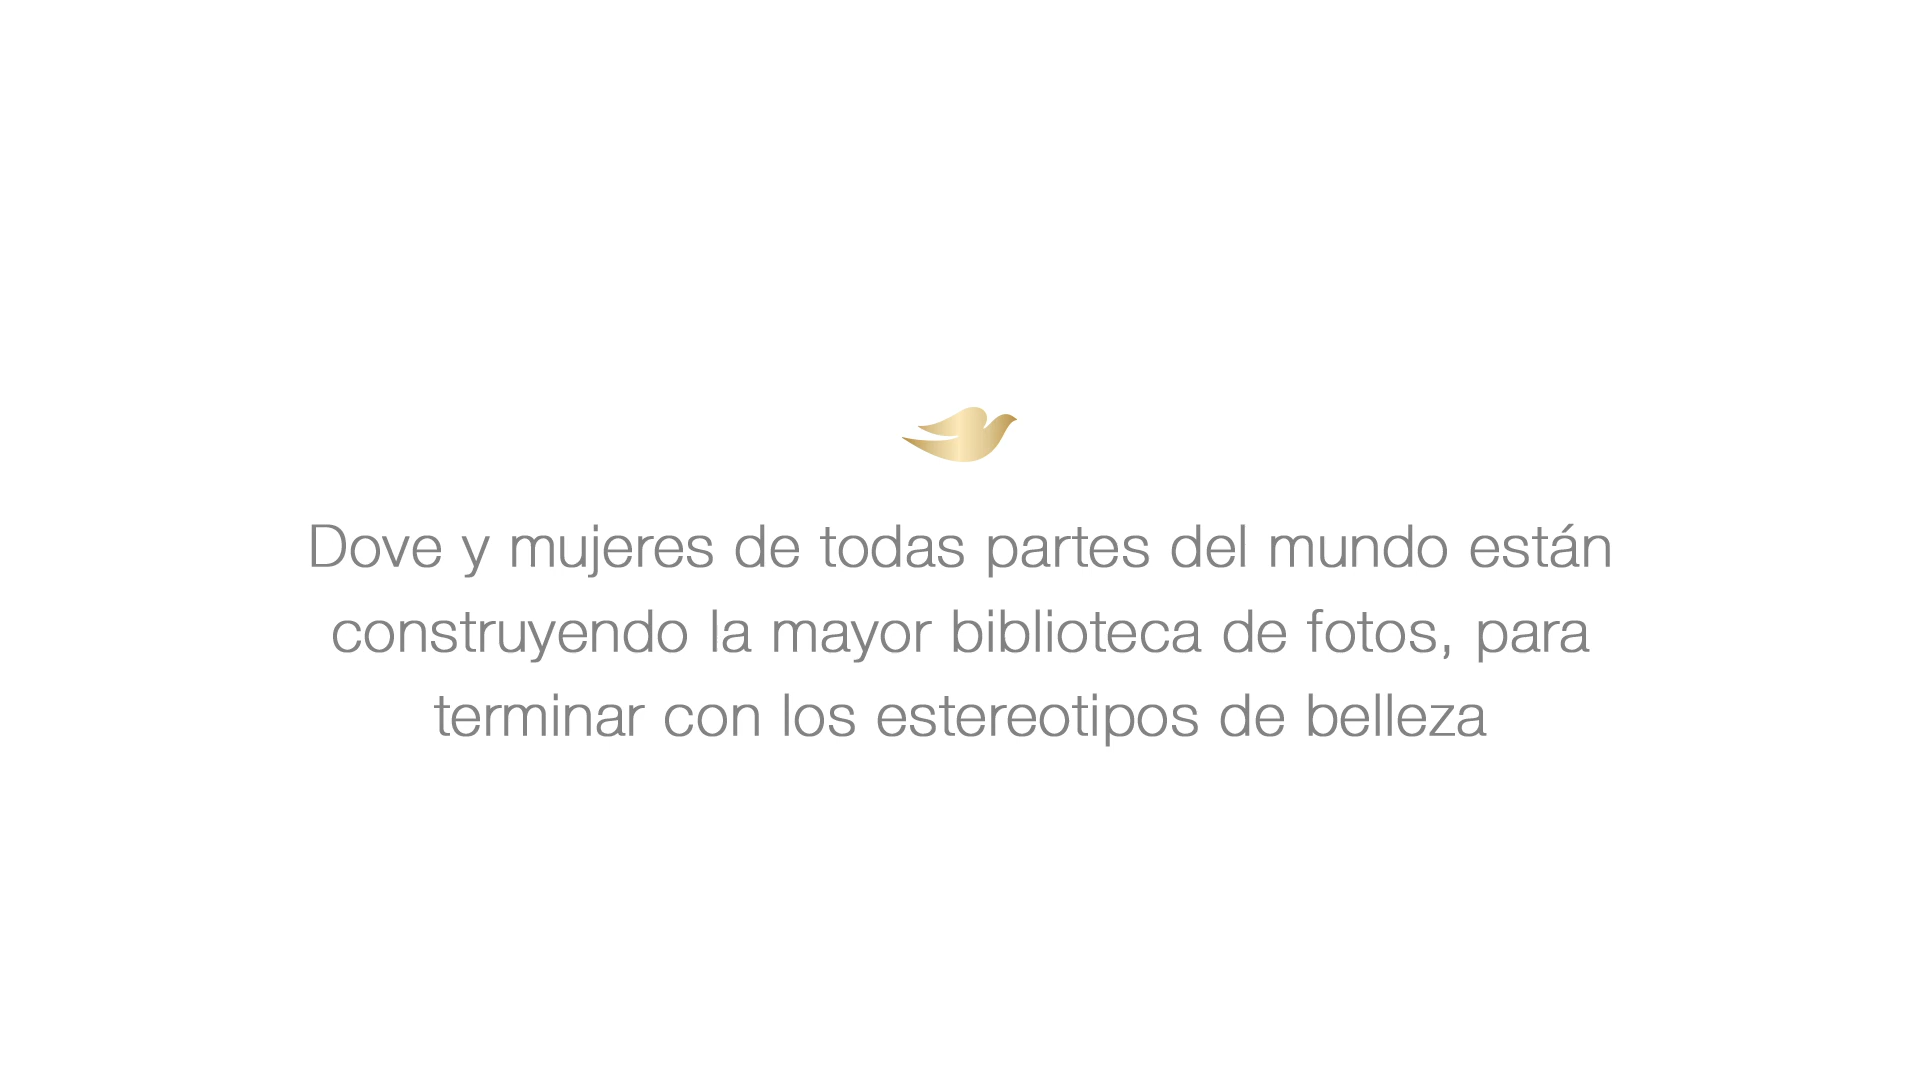 Dove y mujeres de todas partes del mundo están
construyendo la mayor biblioteca de fotos, para
terminar con los estereotipos de belleza